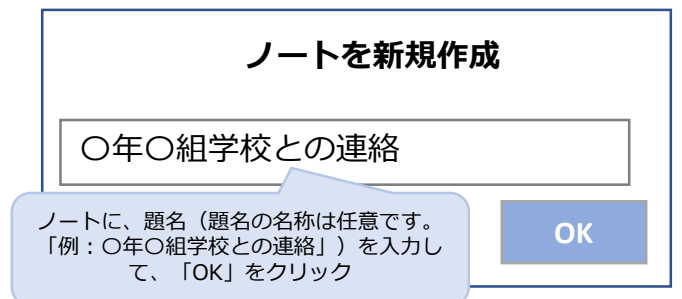 ノートを新規作成
〇年〇組学校との連絡
ノートに、題名（題名の名称は任意です。
「例：〇年〇組学校との連絡」）を入力し
て、「OK」をクリック
OK